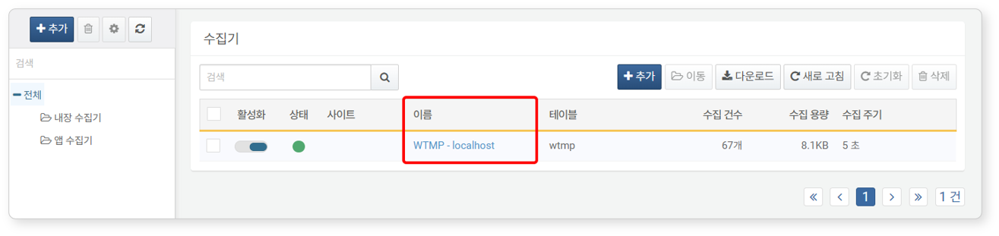 추가
검색
전체
내장 수집기
앱 수집기
수집기
검색
추가 이동 다운로드 새로 고침 초기화 삭제
활성화 상태 사이트 이름 테이블 수집 건수 수집 용량 수집 주기
WTMP - localhost wtmp 67개 8.1KB 5 초
« ‹ 1 › » 1 건